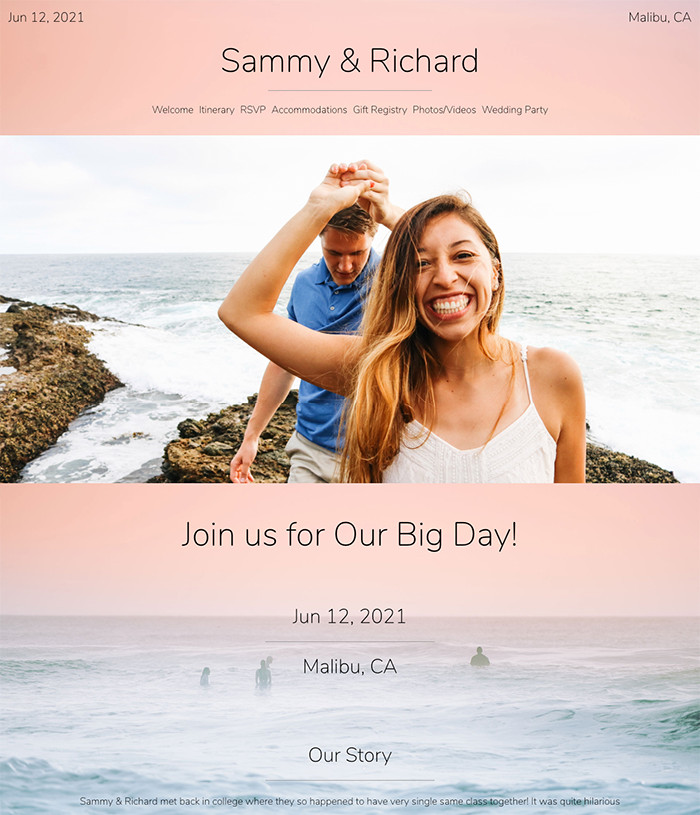 Jun 12, 2021
Malibu, CA
Sammy & Richard
Welcome Itinerary RSVP Accommodations Gift Registry Photos/Videos Wedding Party
Join us for Our Big Day!
Jun 12, 2021
Malibu, CA
Our Story
Sammy & Richard met back in college where they so happened to have very single same class together! It was quite hilarious